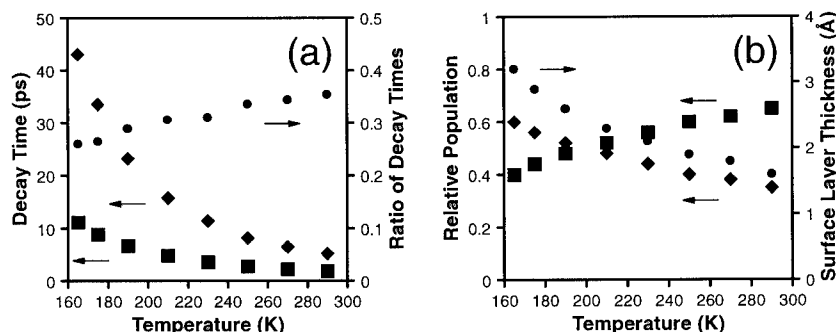 (a)
Decay Time (ps)
50
40
30
20
10
0
0.5
0.4
0.3
0.2
0.1
0
Ratio of Decay Times
160 180 200 220 240 260 280 300
Temperature (K)
(b)
Relative Population
1
0.8
0.6
0.4
0.2
0
4
3
2
1
0
Surface Layer Thickness (Å)
160 180 200 220 240 260 280 300
Temperature (K)